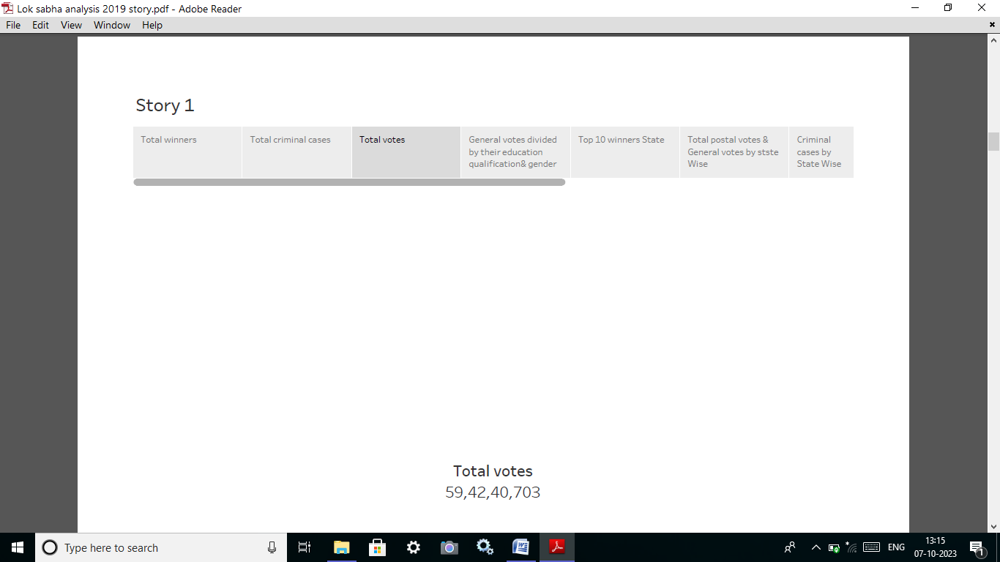 Lok sabha analysis 2019 story.pdf - Adobe Reader
File Edit View Window Help
Story 1
Total winners
Total criminal cases
Total votes
General votes divided
by their education
qualification& gender
Top 10 winners State
Total postal votes &
General votes by stste
Wise
Criminal
cases by
State Wise
Total votes
59,42,40,703
Type here to search
ENG
13:15
07-10-2023
1